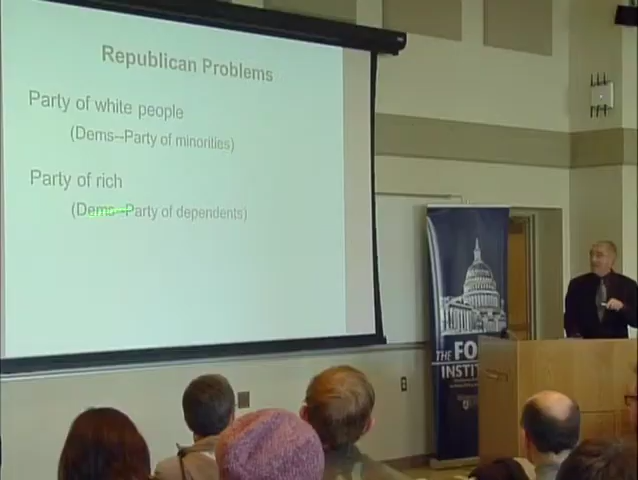 Republican Problems
Party of white people
(Dems--Party of minorities)
Party of rich
(Dems--Party of dependents)
THE FO
INSTIT